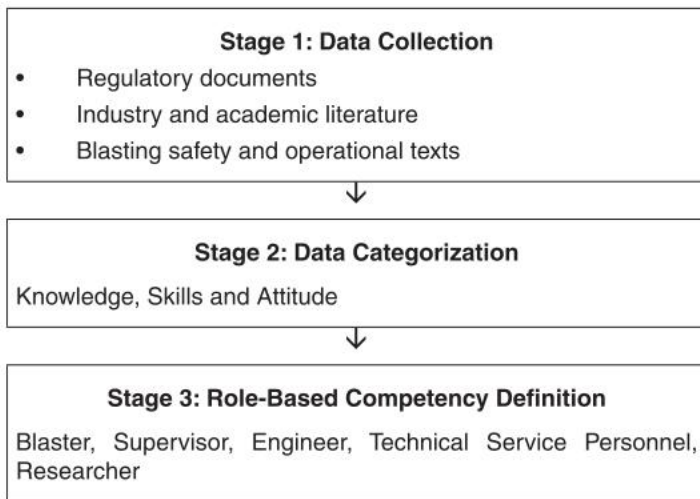 Stage 1: Data Collection
• Regulatory documents
• Industry and academic literature
• Blasting safety and operational texts
Stage 2: Data Categorization
Knowledge, Skills and Attitude
Stage 3: Role-Based Competency Definition
Blaster, Supervisor, Engineer, Technical Service Personnel,
Researcher